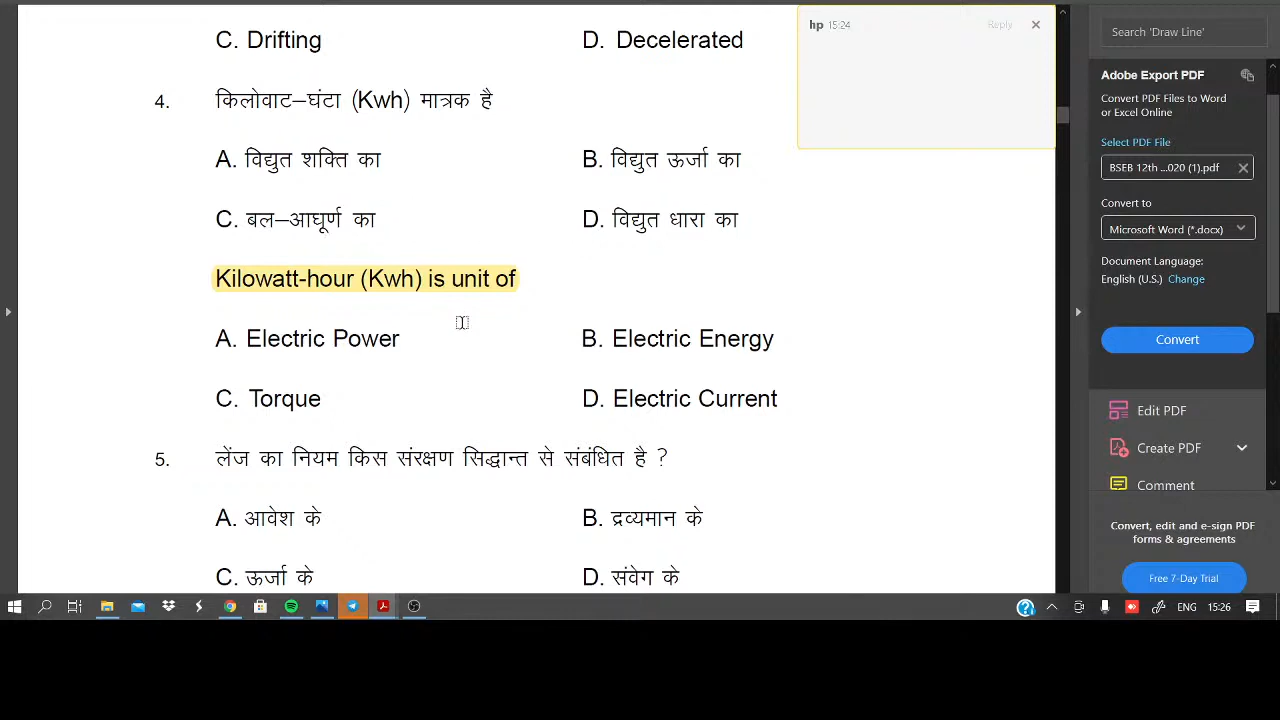 C. Drifting
D. Decelerated
4. किलोवाट–घंटा (Kwh) मात्रक है
A. विद्युत शक्ति का
B. विद्युत ऊर्जा का
C. बल–आघूर्ण का
D. विद्युत धारा का
Kilowatt-hour (Kwh) is unit of
A. Electric Power
B. Electric Energy
C. Torque
D. Electric Current
5. लेंज का नियम किस संरक्षण सिद्धान्त से संबंधित है ?
A. आवेश के
B. द्रव्यमान के
C. ऊर्जा के
D. संवेग के
hp 15:24
Reply
Search 'Draw Line'
Adobe Export PDF
Convert PDF Files to Word
or Excel Online
Select PDF File
BSEB 12th ...020 (1).pdf
Convert to
Microsoft Word (*.docx)
Document Language:
English (U.S.) Change
Convert
Edit PDF
Create PDF
Comment
Convert, edit and e-sign PDF
forms & agreements
Free 7-Day Trial
ENG 15:26